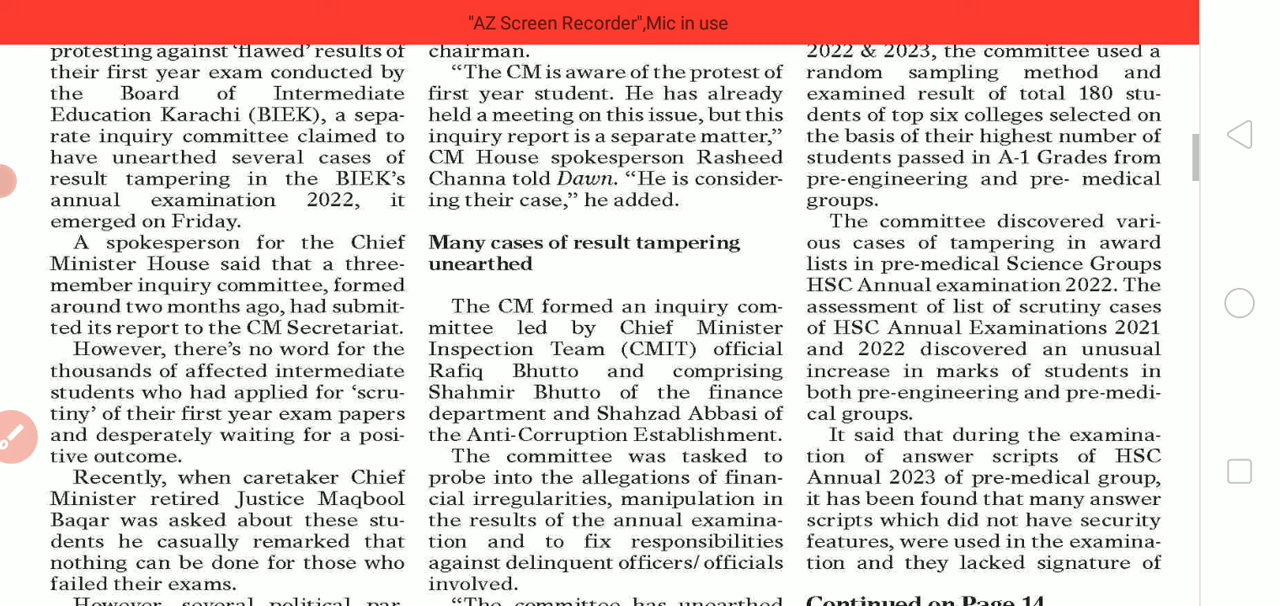 "AZ Screen Recorder",Mic in use
protesting against ‘flawed’ results of
their first year exam conducted by
the Board of Intermediate
Education Karachi (BIEK), a sepa-
rate inquiry committee claimed to
have unearthed several cases of
result tampering in the BIEK’s
annual examination 2022, it
emerged on Friday.
A spokesperson for the Chief
Minister House said that a three-
member inquiry committee, formed
around two months ago, had submit-
ted its report to the CM Secretariat.
However, there’s no word for the
thousands of affected intermediate
students who had applied for ‘scru-
tiny’ of their first year exam papers
and desperately waiting for a posi-
tive outcome.
Recently, when caretaker Chief
Minister retired Justice Maqbool
Baqar was asked about these stu-
dents he casually remarked that
nothing can be done for those who
failed their exams.
However, several political par-
chairman.
“The CM is aware of the protest of
first year student. He has already
held a meeting on this issue, but this
inquiry report is a separate matter,”
CM House spokesperson Rasheed
Channa told Dawn. “He is consider-
ing their case,” he added.
Many cases of result tampering
unearthed
The CM formed an inquiry com-
mittee led by Chief Minister
Inspection Team (CMIT) official
Rafiq Bhutto and comprising
Shahmir Bhutto of the finance
department and Shahzad Abbasi of
the Anti-Corruption Establishment.
The committee was tasked to
probe into the allegations of finan-
cial irregularities, manipulation in
the results of the annual examina-
tion and to fix responsibilities
against delinquent officers/ officials
involved.
“The committee has unearthed
2022 & 2023, the committee used a
random sampling method and
examined result of total 180 stu-
dents of top six colleges selected on
the basis of their highest number of
students passed in A-1 Grades from
pre-engineering and pre- medical
groups.
The committee discovered vari-
ous cases of tampering in award
lists in pre-medical Science Groups
HSC Annual examination 2022. The
assessment of list of scrutiny cases
of HSC Annual Examinations 2021
and 2022 discovered an unusual
increase in marks of students in
both pre-engineering and pre-medi-
cal groups.
It said that during the examina-
tion of answer scripts of HSC
Annual 2023 of pre-medical group,
it has been found that many answer
scripts which did not have security
features, were used in the examina-
tion and they lacked signature of
Continued on Page 14